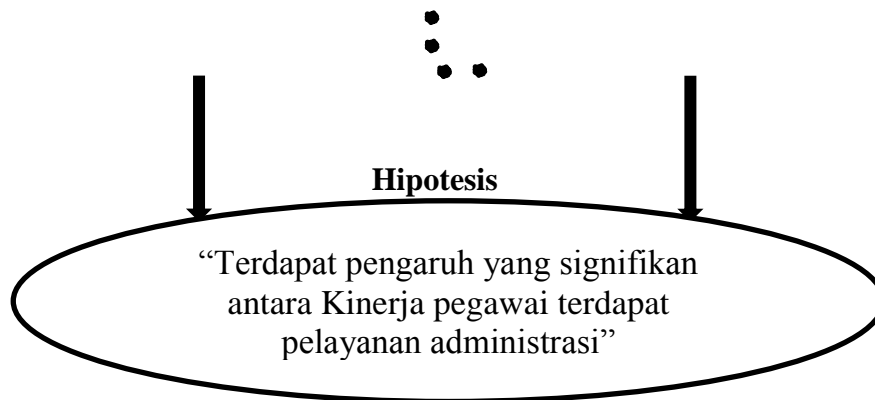 Hipotesis
“Terdapat pengaruh yang signifikan
antara Kinerja pegawai terdapat
pelayanan administrasi”